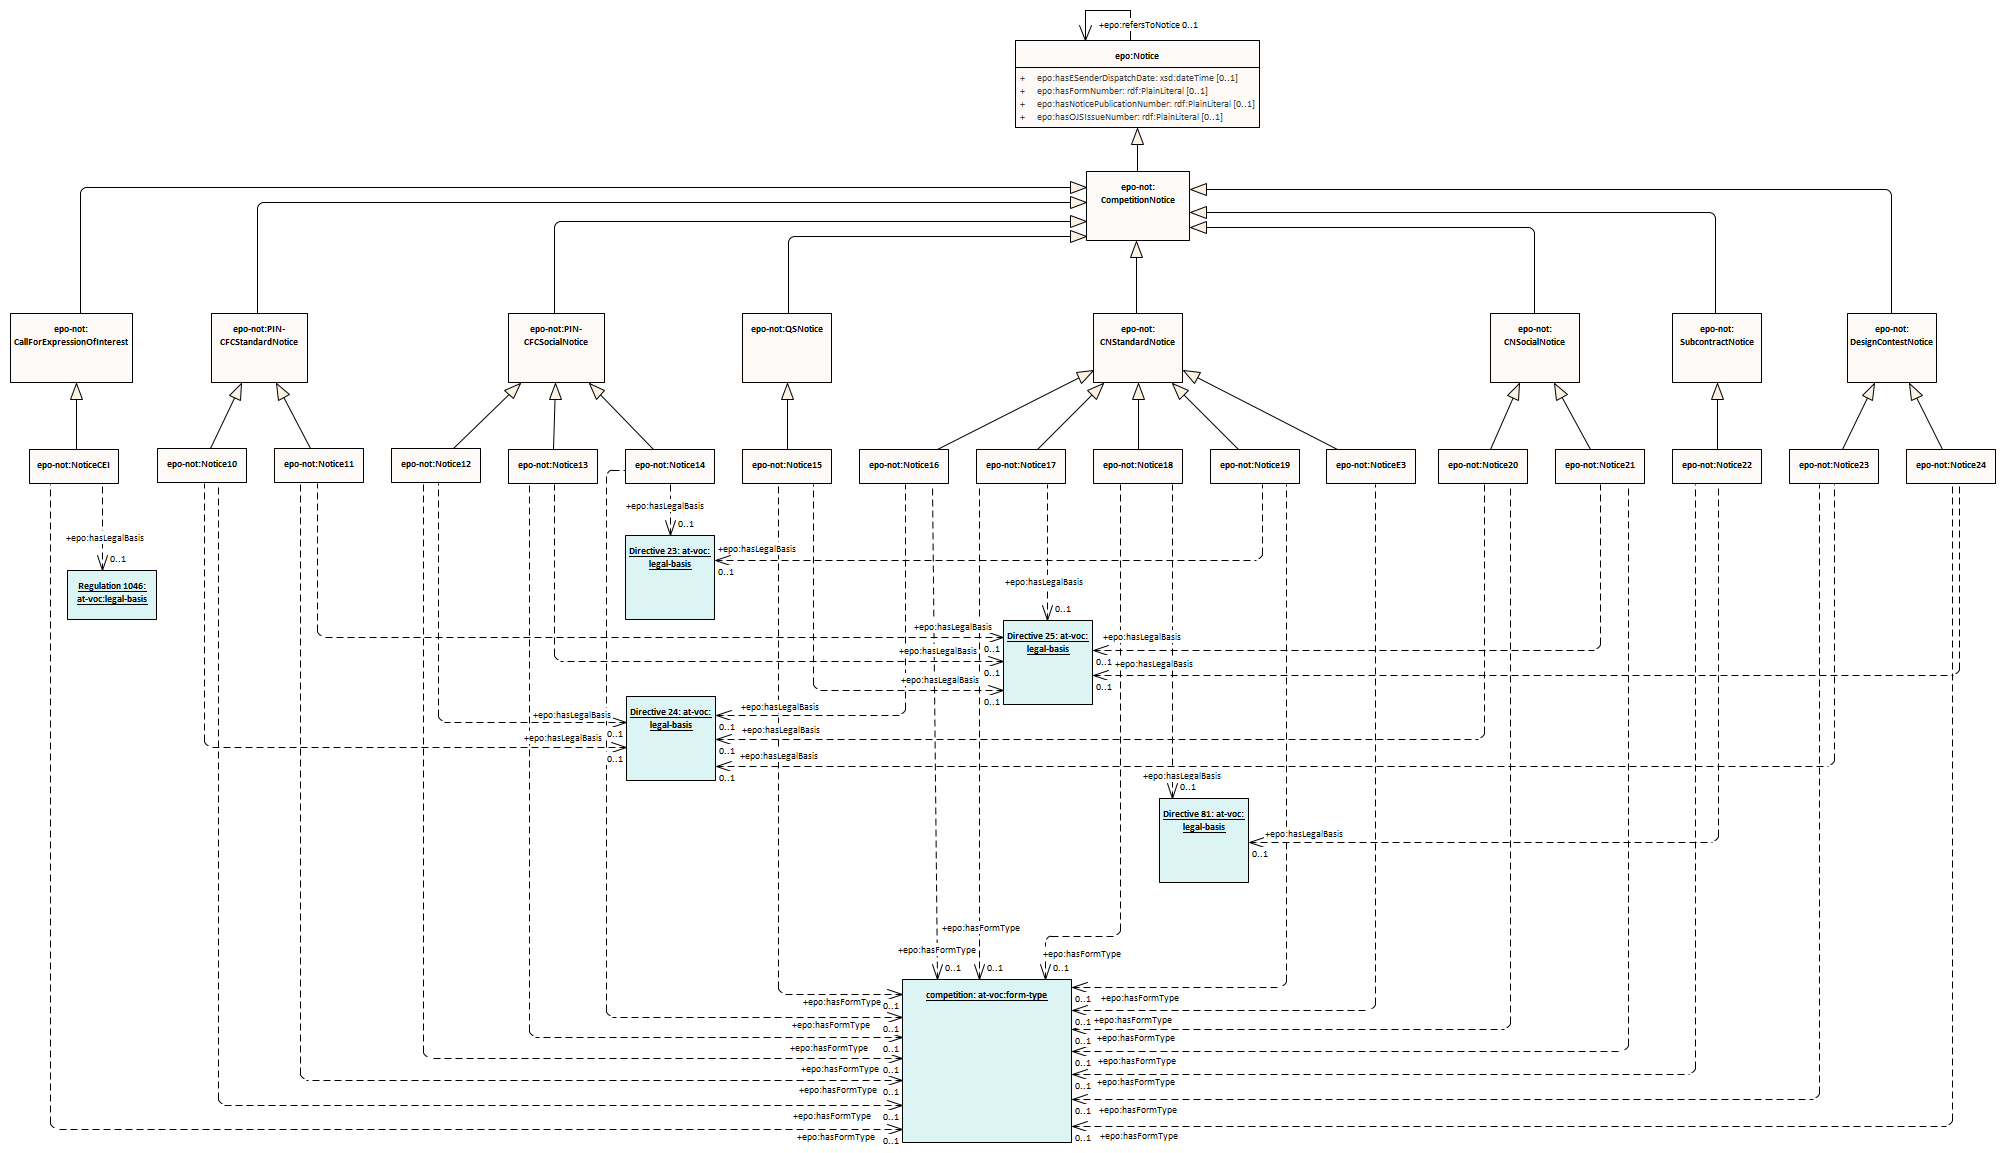 +epo:refersToNotice 0..1
epo:Notice
+ epo:hasESenderDispatchDate: xsd:dateTime [0..1]
+ epo:hasFormNumber: rdf:PlainLiteral [0..1]
+ epo:hasNoticePublicationNumber: rdf:PlainLiteral [0..1]
+ epo:hasOJSIssueNumber: rdf:PlainLiteral [0..1]
epo-not:
CompetitionNotice
epo-not:
CallForExpressionOfInterest
epo-not:PIN-
CFCStandardNotice
epo-not:PIN-
CFCSocialNotice
epo-not:QSNotice
epo-not:
CNStandardNotice
epo-not:
CNSocialNotice
epo-not:
SubcontractNotice
epo-not:
DesignContestNotice
epo-not:NoticeCEI
epo-not:Notice10
epo-not:Notice11
epo-not:Notice12
epo-not:Notice13
epo-not:Notice14
epo-not:Notice15
epo-not:Notice16
epo-not:Notice17
epo-not:Notice18
epo-not:Notice19
epo-not:NoticeE3
epo-not:Notice20
epo-not:Notice21
epo-not:Notice22
epo-not:Notice23
epo-not:Notice24
+epo:hasLegalBasis
0..1
+epo:hasLegalBasis
0..1
Regulation 1046:
at-voc:legal-basis
Directive 23: at-voc:
legal-basis
+epo:hasLegalBasis
0..1
+epo:hasLegalBasis
0..1
Directive 25: at-voc:
legal-basis
+epo:hasLegalBasis
0..1
+epo:hasLegalBasis
0..1
+epo:hasLegalBasis
0..1
+epo:hasLegalBasis
0..1
+epo:hasLegalBasis
0..1
Directive 24: at-voc:
legal-basis
+epo:hasLegalBasis
0..1
+epo:hasLegalBasis
0..1
+epo:hasLegalBasis
0..1
+epo:hasLegalBasis
0..1
+epo:hasLegalBasis
0..1
+epo:hasLegalBasis
0..1
Directive 81: at-voc:
legal-basis
+epo:hasLegalBasis
0..1
+epo:hasFormType
+epo:hasFormType
+epo:hasFormType
0..1
0..1
0..1
competition: at-voc:form-type
+epo:hasFormType 0..1
+epo:hasFormType 0..1
+epo:hasFormType 0..1
+epo:hasFormType 0..1
+epo:hasFormType 0..1
+epo:hasFormType 0..1
+epo:hasFormType 0..1
0..1 +epo:hasFormType
0..1 +epo:hasFormType
0..1 +epo:hasFormType
0..1 +epo:hasFormType
0..1 +epo:hasFormType
0..1 +epo:hasFormType
0..1 +epo:hasFormType